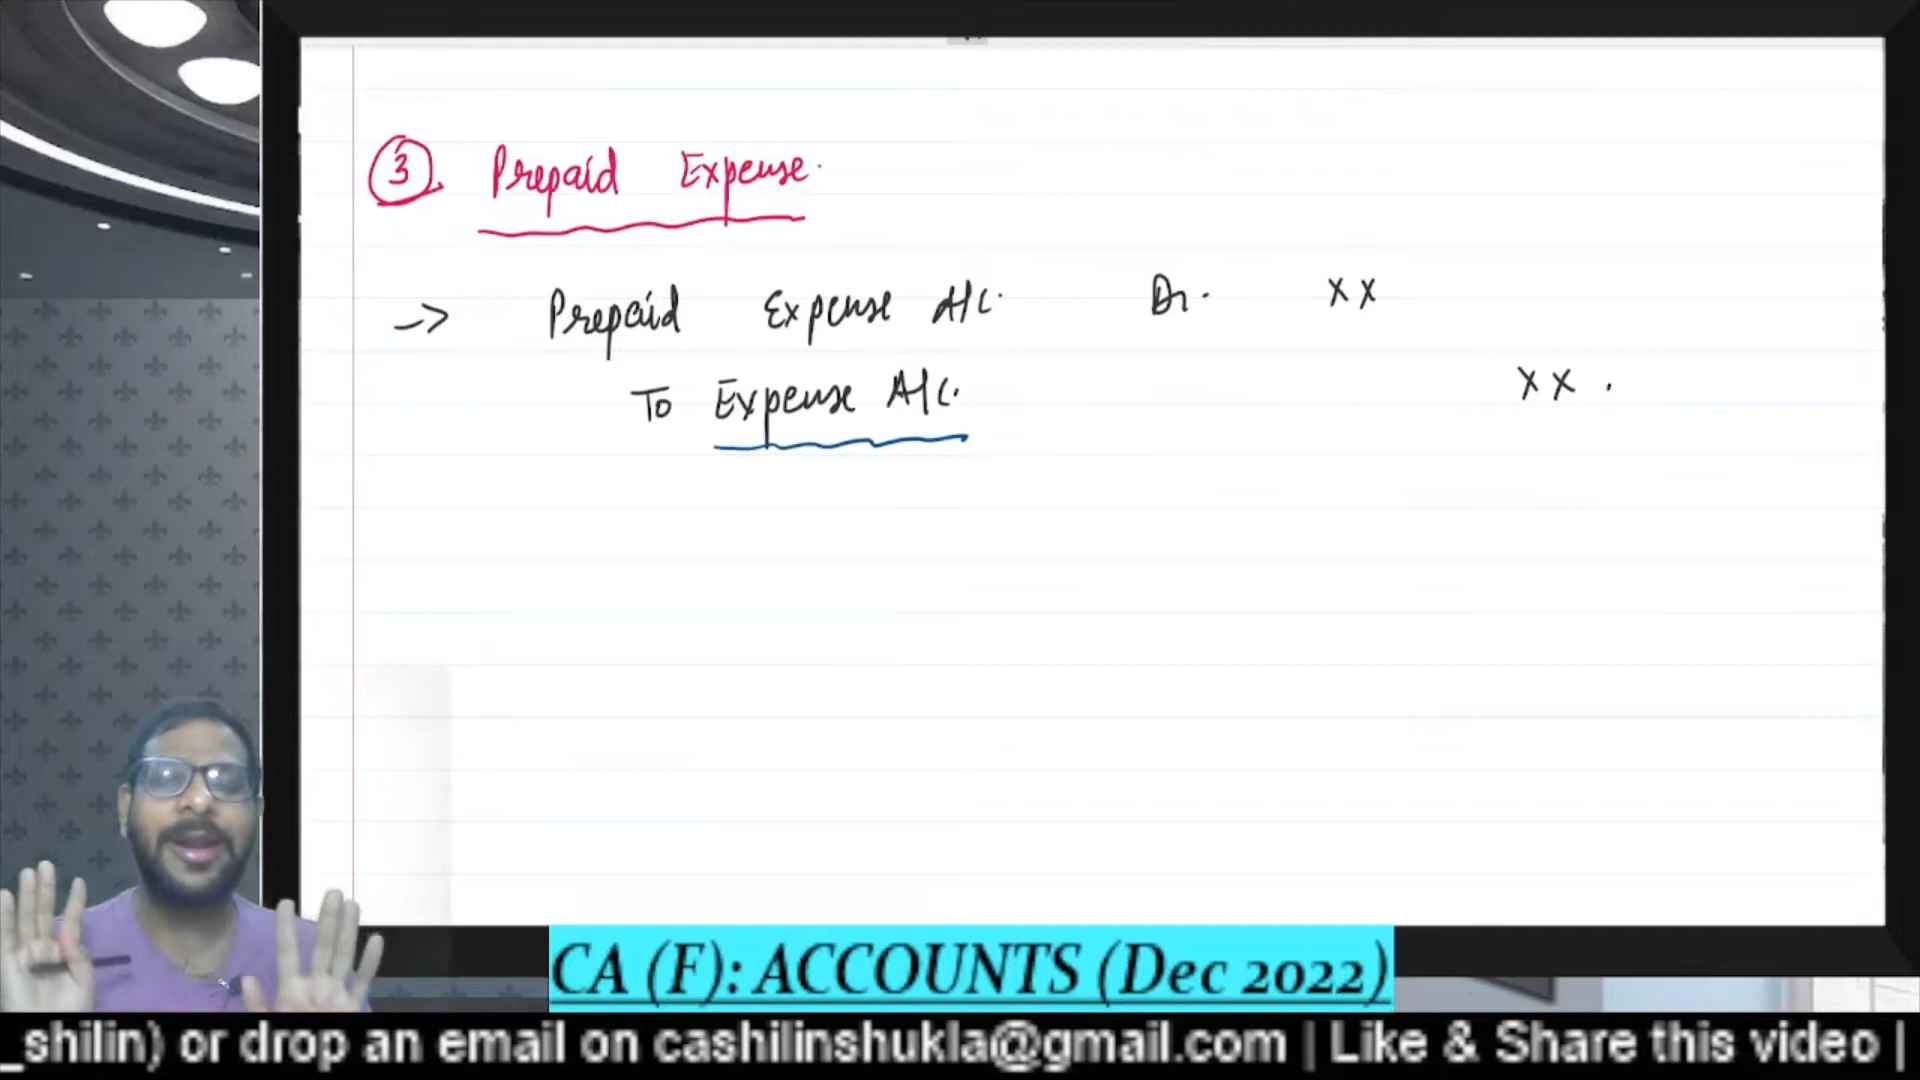 3. Prepaid Expense.
-> Prepaid Expense A/c. Dr. xx
To Expense A/c. xx.
CA (F): ACCOUNTS (Dec 2022)
_shilin) or drop an email on cashilinshukla@gmail.com | Like & Share this video |